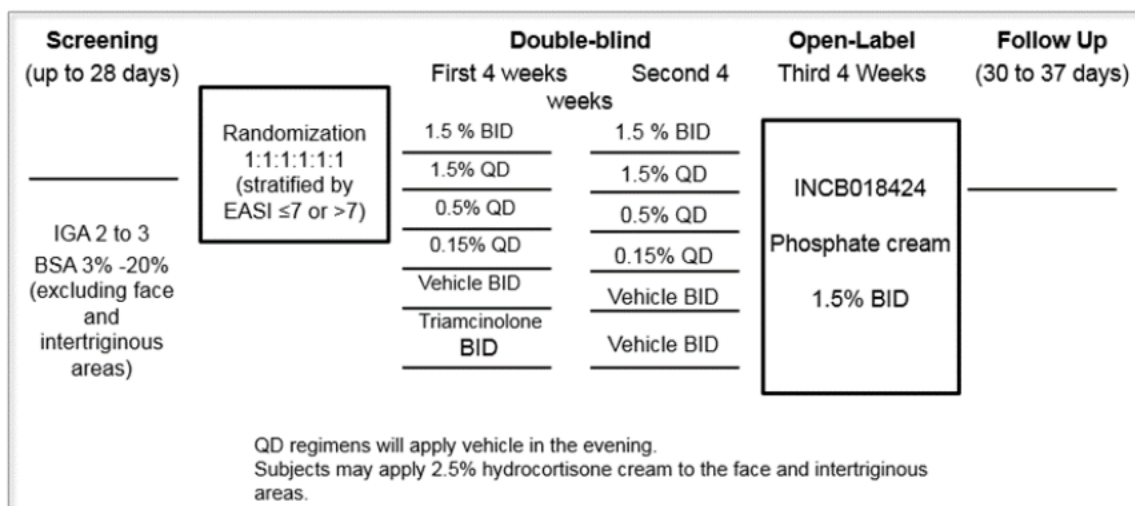 Screening
(up to 28 days)
IGA 2 to 3
BSA 3% -20%
(excluding face
and
intertriginous
areas)
Randomization
1:1:1:1:1:1
(stratified by
EASI ≤7 or >7)
Double-blind
First 4 weeks
Second 4
weeks
1.5 % BID
1.5 % BID
1.5% QD
1.5% QD
0.5% QD
0.5% QD
0.15% QD
0.15% QD
Vehicle BID
Vehicle BID
Triamcinolone
BID
Vehicle BID
Open-Label
Third 4 Weeks
INCB018424
Phosphate cream
1.5% BID
Follow Up
(30 to 37 days)
QD regimens will apply vehicle in the evening.
Subjects may apply 2.5% hydrocortisone cream to the face and intertriginous
areas.